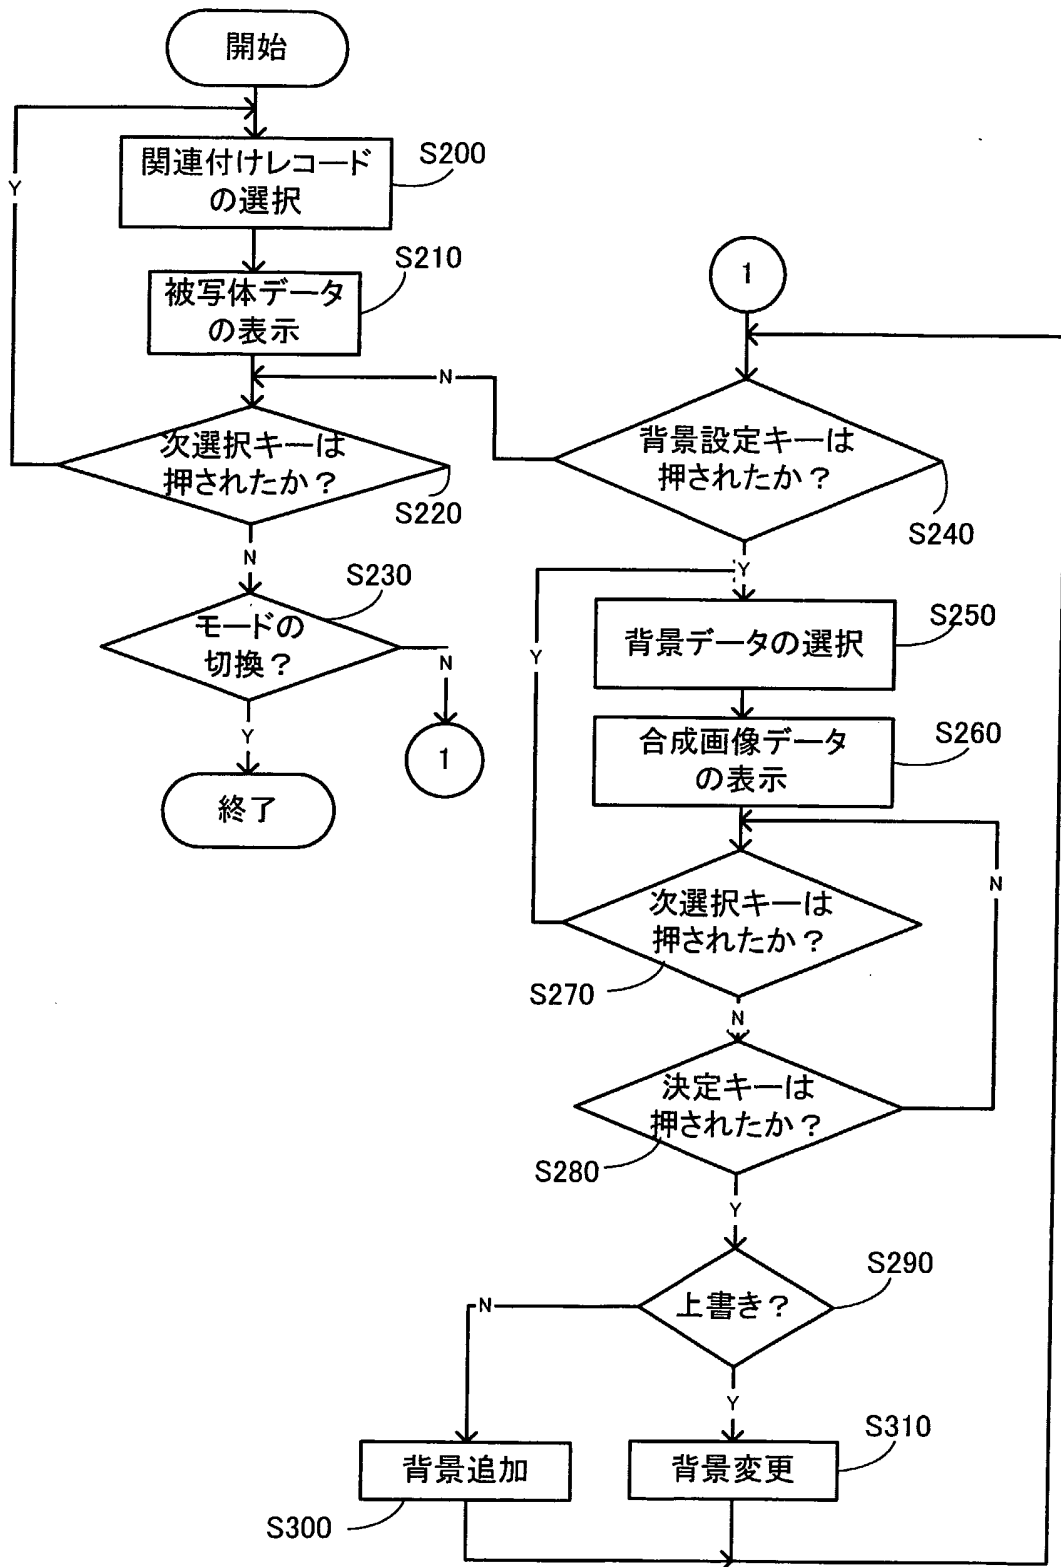 開始
Y
関連付けレコード
の選択
S200
被写体データ
の表示
S210
N
次選択キーは
押されたか？
S220
N
モードの
切換？
S230
N
1
Y
終了
1
背景設定キーは
押されたか？
S240
Y
背景データの選択
S250
Y
合成画像データ
の表示
S260
次選択キーは
押されたか？
S270
N
N
決定キーは
押されたか？
S280
Y
上書き？
S290
N
Y
背景追加
S300
背景変更
S310